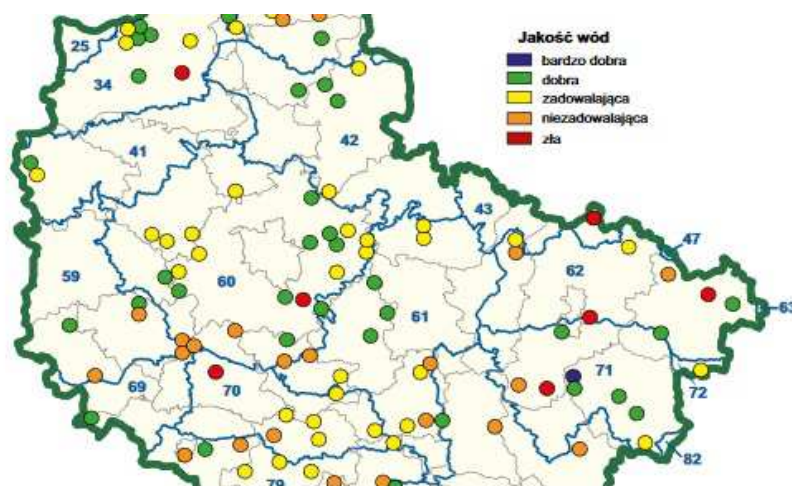 Jakość wód
bardzo dobra
dobra
zadowalająca
niezadowalająca
zła
25
34
41
42
43
47
59
60
62
63
61
69
70
71
72
82
79